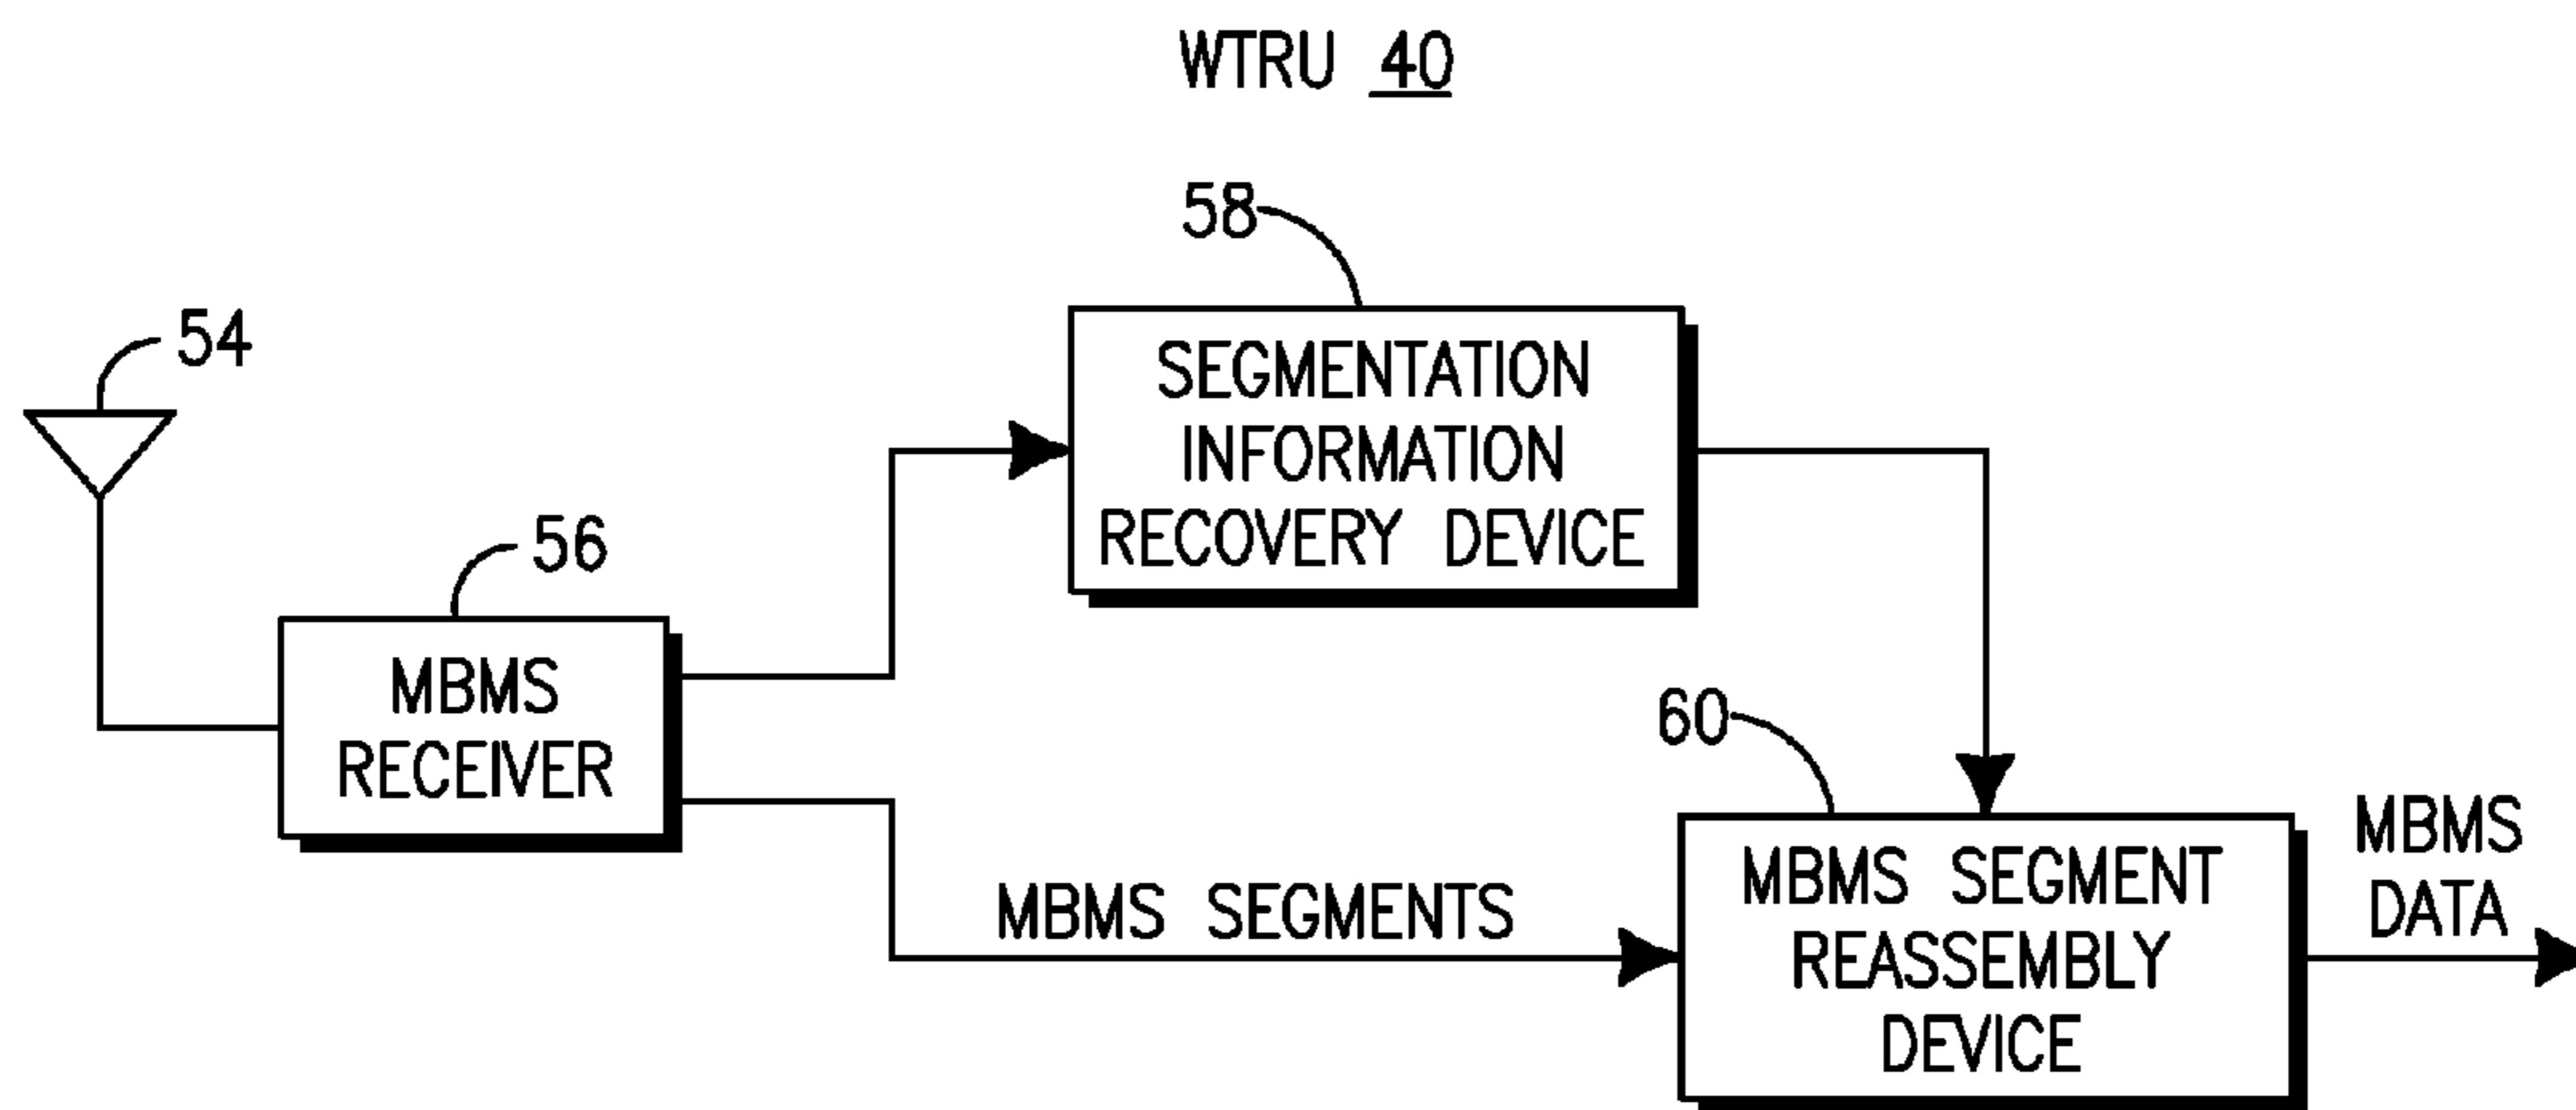 WTRU 40
58
54
SEGMENTATION
INFORMATION
RECOVERY DEVICE
56
MBMS
RECEIVER
60
MBMS SEGMENTS
MBMS SEGMENT
REASSEMBLY
DEVICE
MBMS
DATA